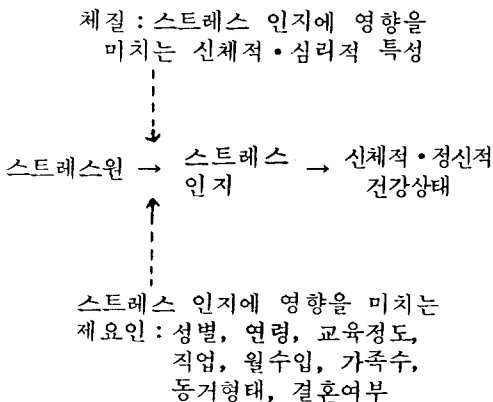 체질 : 스트레스 인지에 영향을
미치는 신체적 • 심리적 특성
스트레스원 → 스트레스 인지 → 신체적 • 정신적 건강상태
스트레스 인지에 영향을 미치는
제요인 : 성별, 연령, 교육정도,
직업, 월수입, 가족수,
동거형태, 결혼여부